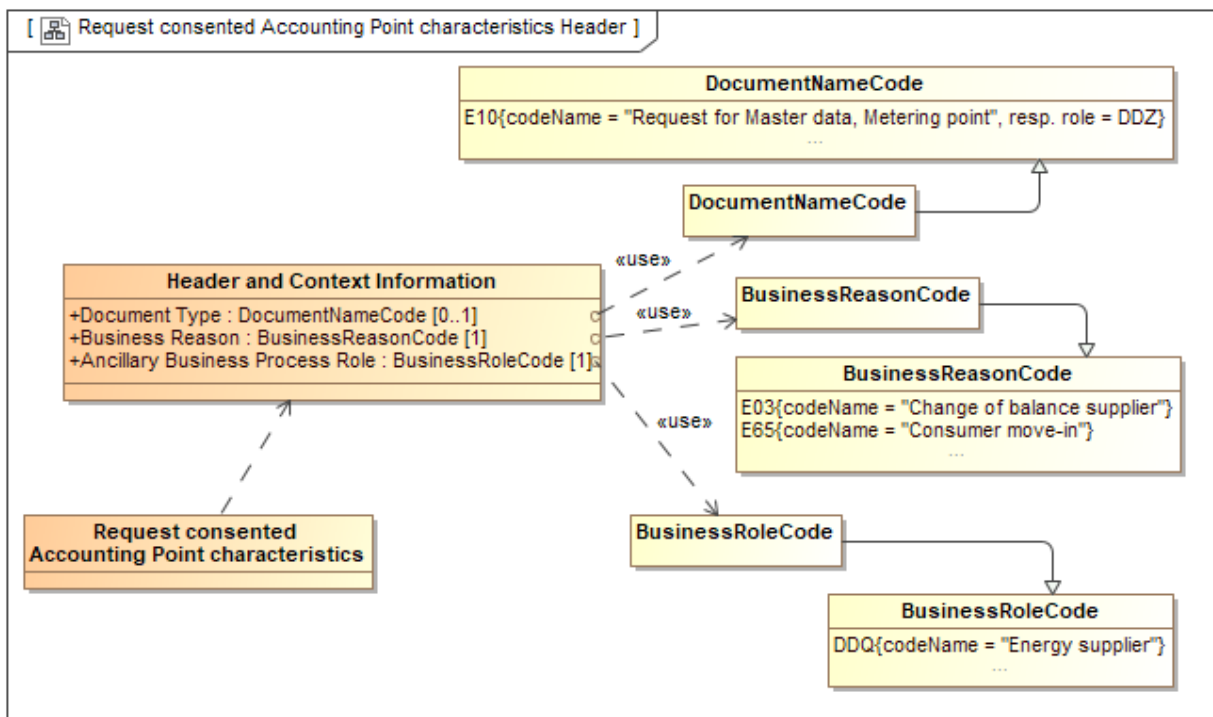 [ Request consented Accounting Point characteristics Header ]
DocumentNameCode
E10{codeName = "Request for Master data, Metering point", resp. role = DDZ}
...
DocumentNameCode
«use»
Header and Context Information
+Document Type : DocumentNameCode [0..1]
+Business Reason : BusinessReasonCode [1]
+Ancillary Business Process Role : BusinessRoleCode [1]
«use»
BusinessReasonCode
BusinessReasonCode
E03{codeName = "Change of balance supplier"}
E65{codeName = "Consumer move-in"}
...
«use»
Request consented
Accounting Point characteristics
BusinessRoleCode
BusinessRoleCode
DDQ{codeName = "Energy supplier"}
...